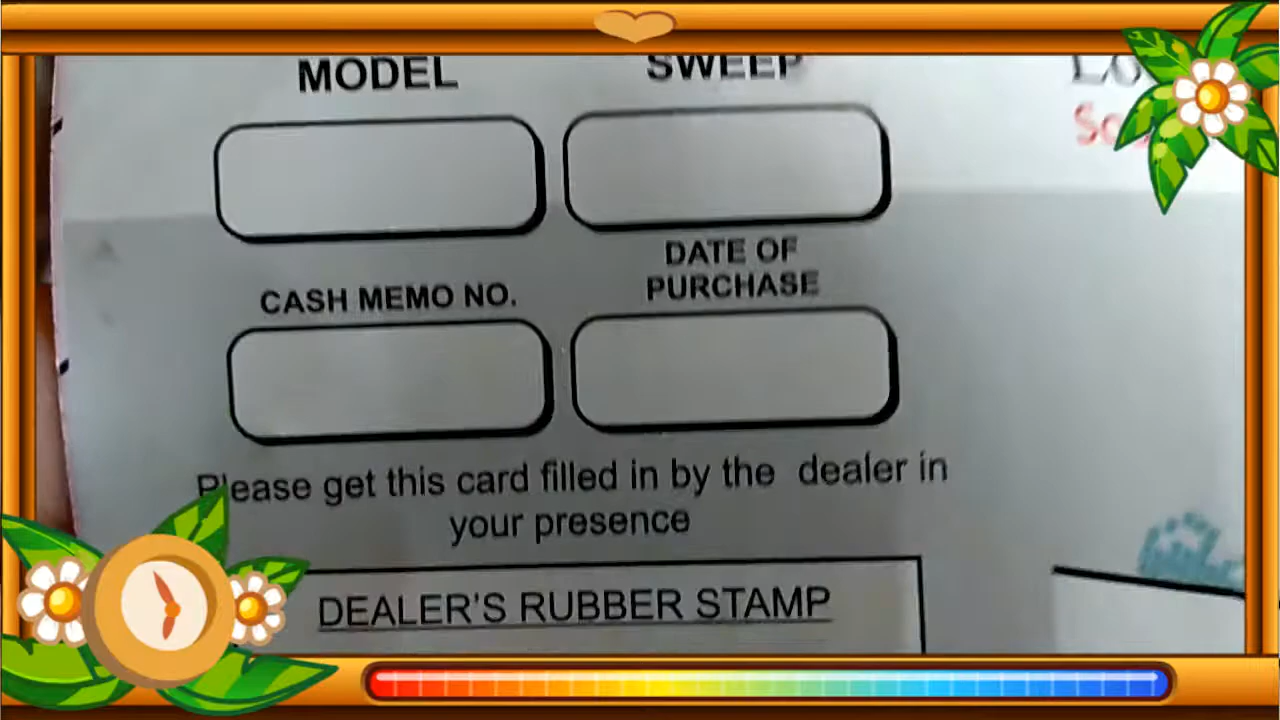 MODEL
SWEEP
CASH MEMO NO.
DATE OF
PURCHASE
Please get this card filled in by the dealer in
your presence
DEALER'S RUBBER STAMP